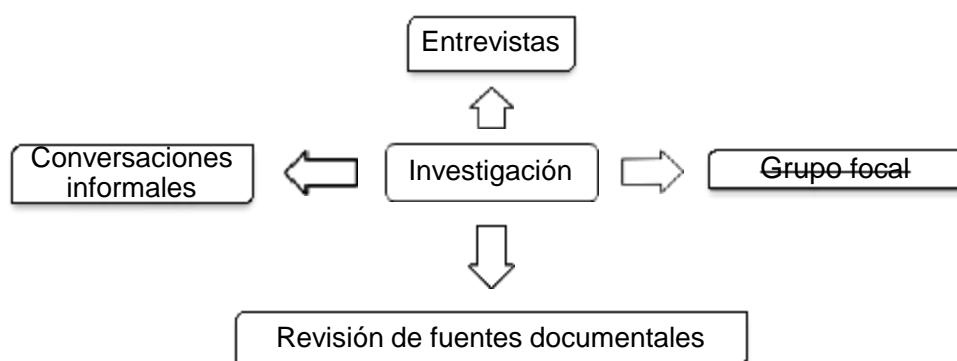 Entrevistas
Conversaciones
informales
Investigación
Grupo focal
Revisión de fuentes documentales